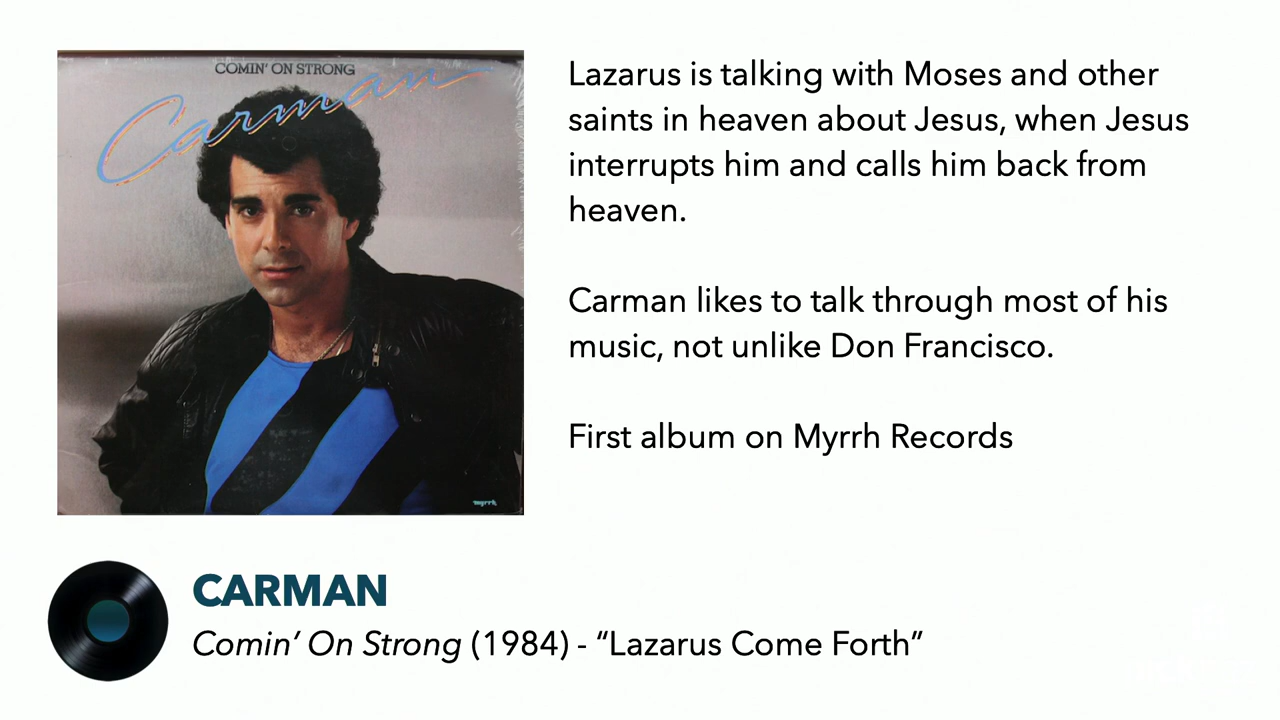 COMIN' ON STRONG
Carman
myrrh
Lazarus is talking with Moses and other
saints in heaven about Jesus, when Jesus
interrupts him and calls him back from
heaven.
Carman likes to talk through most of his
music, not unlike Don Francisco.
First album on Myrrh Records
CARMAN
Comin’ On Strong (1984) - “Lazarus Come Forth”